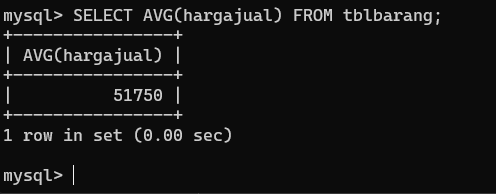 mysql> SELECT AVG(hargajual) FROM tblbarang;
+----------------+
| AVG(hargajual) |
+----------------+
|          51750 |
+----------------+
1 row in set (0.00 sec)
mysql>